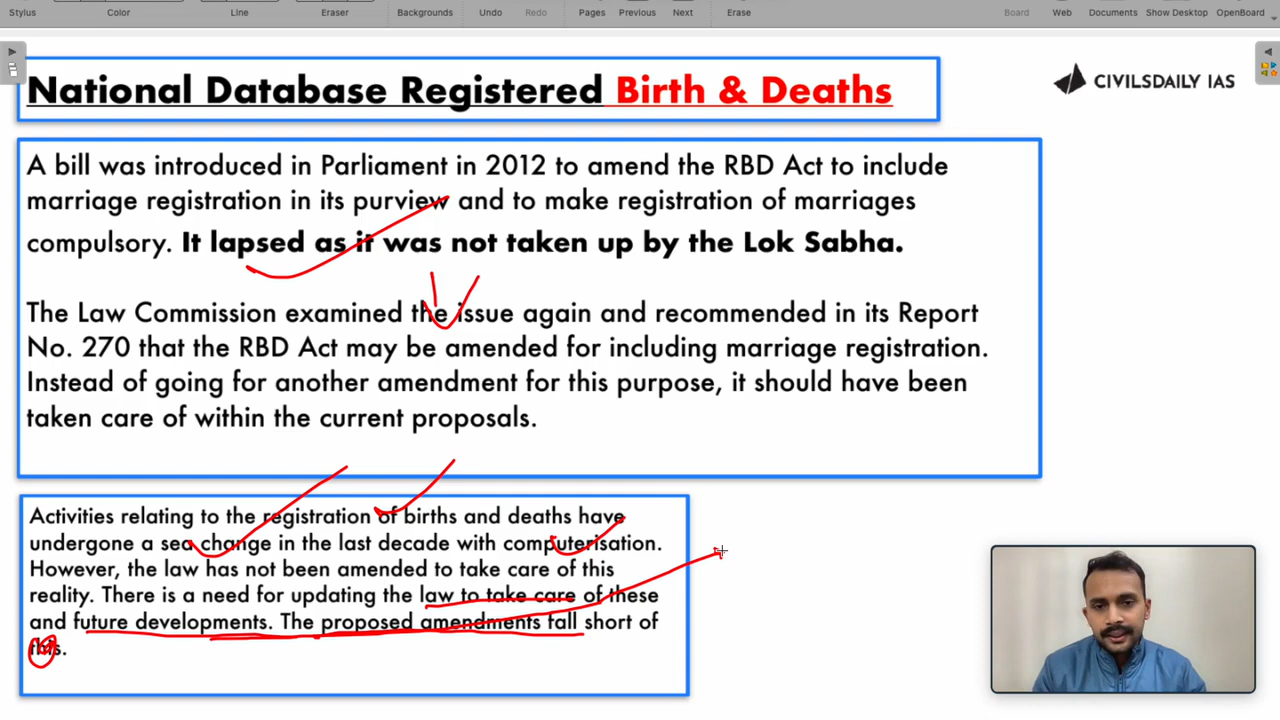 Stylus Color Line Eraser Backgrounds Undo Redo Pages Previous Next Erase Board Web Documents Show Desktop OpenBoard
National Database Registered Birth & Deaths
CIVILSDAILY IAS
A bill was introduced in Parliament in 2012 to amend the RBD Act to include
marriage registration in its purview and to make registration of marriages
compulsory. It lapsed as it was not taken up by the Lok Sabha.
The Law Commission examined the issue again and recommended in its Report
No. 270 that the RBD Act may be amended for including marriage registration.
Instead of going for another amendment for this purpose, it should have been
taken care of within the current proposals.
Activities relating to the registration of births and deaths have
undergone a sea change in the last decade with computerisation.
However, the law has not been amended to take care of this
reality. There is a need for updating the law to take care of these
and future developments. The proposed amendments fall short of
this.